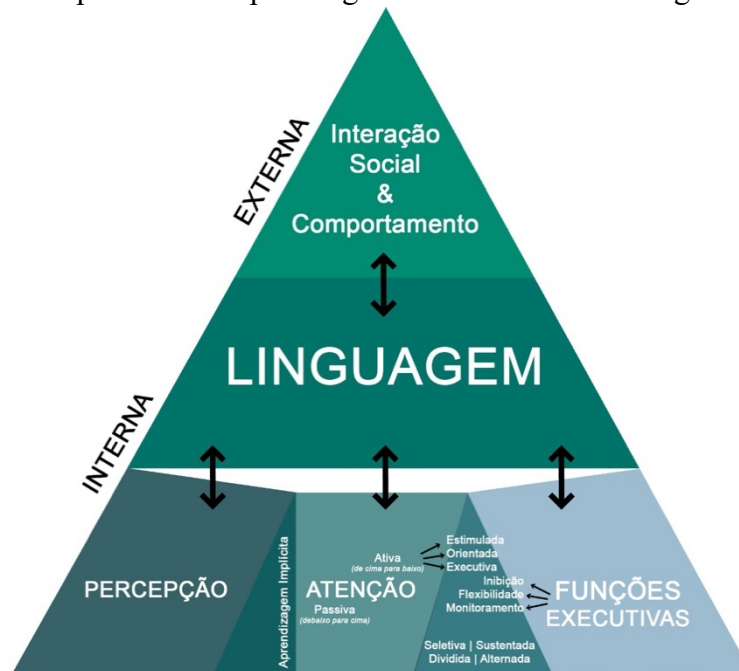 EXTERNA
Interação
Social
&
Comportamento
INTERNA
LINGUAGEM
PERCEPÇÃO
Aprendizagem Implícita
Ativa
(de cima para baixo)
ATENÇÃO
Passiva
(debaixo para cima)
Estimulada
Orientada
Executiva
Inibição
Flexibilidade
Monitoramento
FUNÇÕES
EXECUTIVAS
Seletiva | Sustentada
Dividida | Alternada